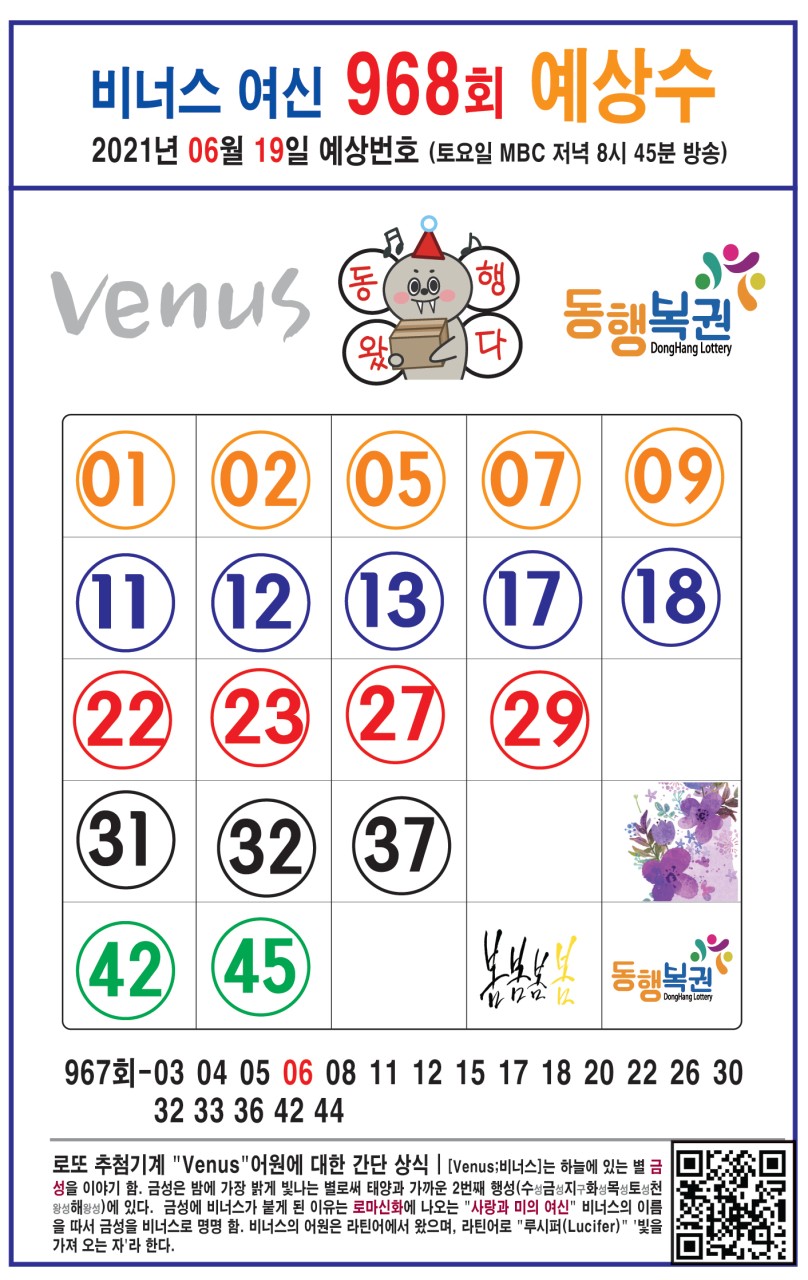 비너스 여신 968회 예상수
2021년 06월 19일 예상번호 (토요일 MBC 저녁 8시 45분 방송)
venus
동 행
왔 다
동행복권
DongHang Lottery
01 02 05 07 09
11 12 13 17 18
22 23 27 29
31 32 37
42 45
봄봄봄봄
동행복권
DongHang Lottery
967회-03 04 05 06 08 11 12 15 17 18 20 22 26 30
32 33 36 42 44
로또 추첨기계 "Venus"어원에 대한 간단 상식 | [Venus;비너스]는 하늘에 있는 별 금
성을 이야기 함. 금성은 밤에 가장 밝게 빛나는 별로써 태양과 가까운 2번째 행성(수성금성지구화성목성토성천
왕성해왕성)에 있다. 금성에 비너스가 붙게 된 이유는 로마신화에 나오는 "사랑과 미의 여신" 비너스의 이름
을 따서 금성을 비너스로 명명 함. 비너스의 어원은 라틴어에서 왔으며, 라틴어로 "루시퍼(Lucifer)" '빛을
가져 오는 자'라 한다.